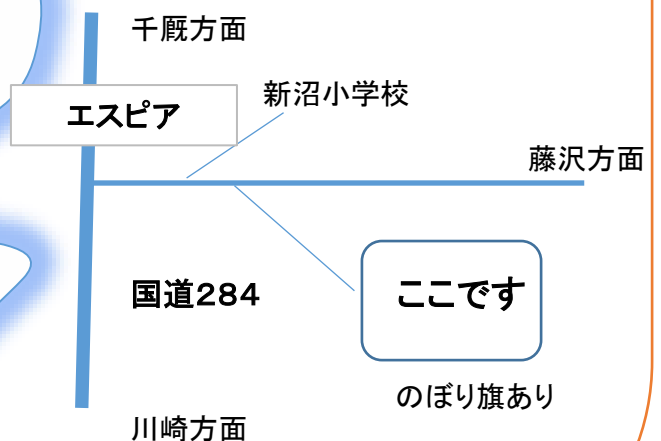 千厩方面
新沼小学校
エスピア
藤沢方面
国道284
ここです
のぼり旗あり
川崎方面